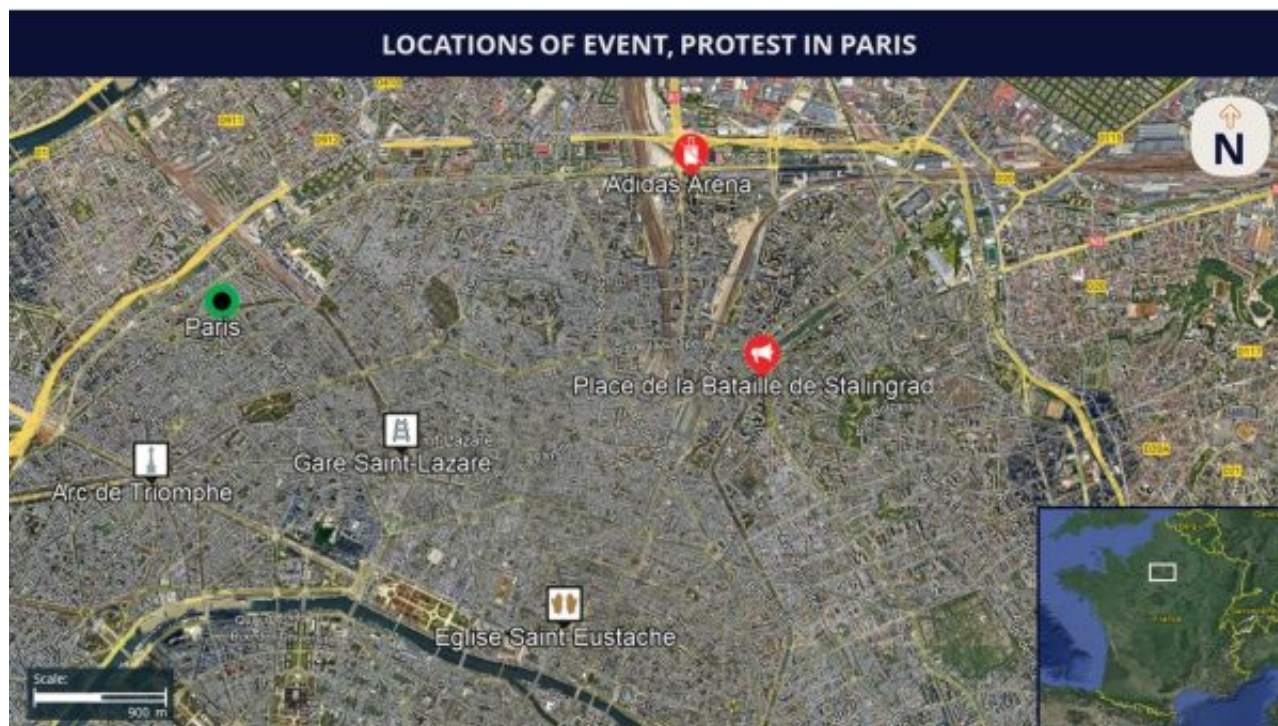 LOCATIONS OF EVENT, PROTEST IN PARIS
N
Adidas Arena
Paris
Place de la Bataille de Stalingrad
Gare Saint-Lazare
Arc de Triomphe
Eglise Saint Eustache
France
Scale:
900 m